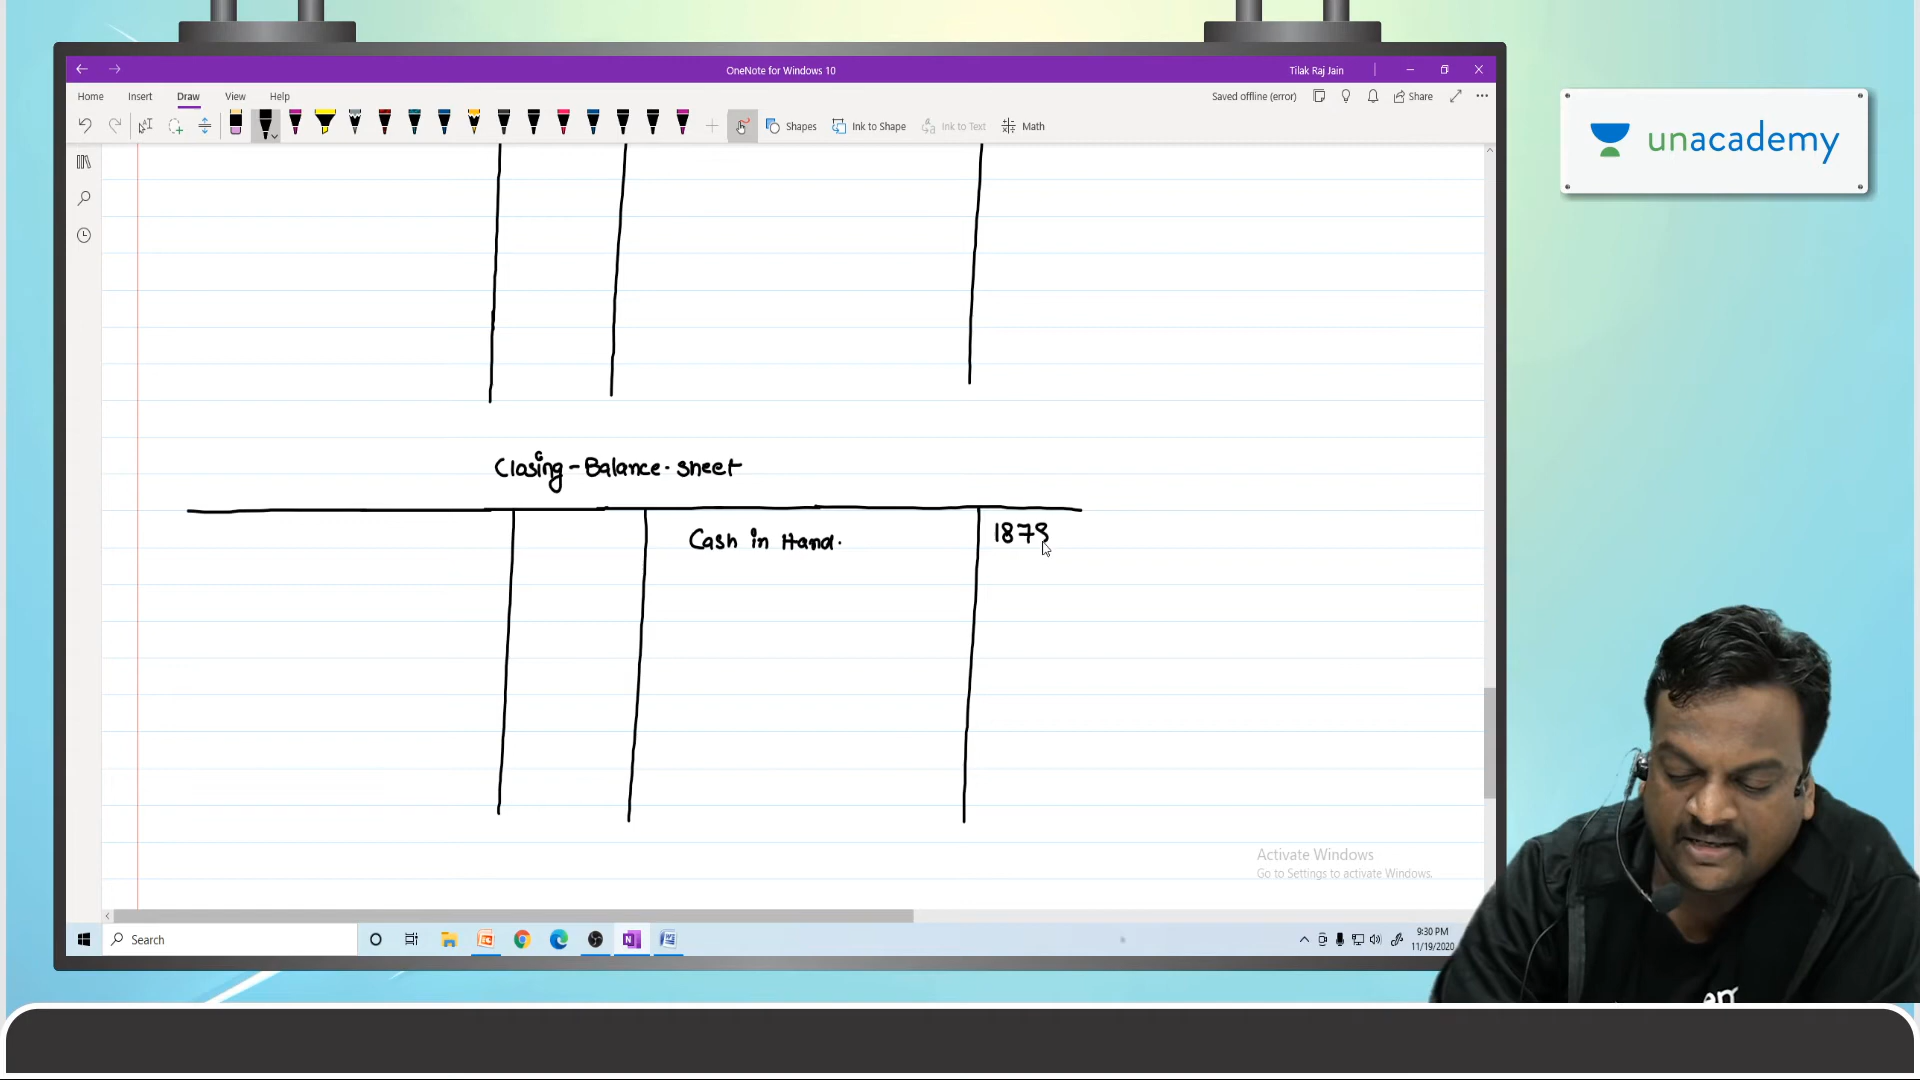 OneNote for Windows 10
Tilak Raj Jain
Home Insert Draw View Help
Saved offline (error)
Share
Shapes
Ink to Shape
Ink to Text
Math
unacademy
Closing-Balance-sheet
Cash in Hand.
Activate Windows
Go to Settings to activate Windows.
Search
9:30 PM
11/19/2020